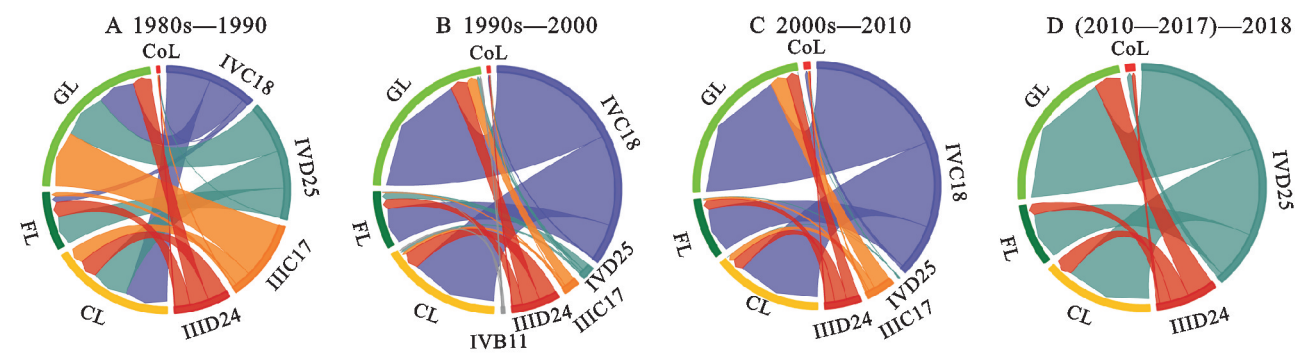 A 1980s—1990
CoL
IVC18
IVD25
IIIC17
IIID24
CL
FL
GL
B 1990s—2000
CoL
IVC18
IVD25
IIIC17
IIID24
IVB11
CL
FL
GL
C 2000s—2010
CoL
IVC18
IVD25
IIIC17
IIID24
CL
FL
GL
D (2010—2017)—2018
CoL
IVD25
IIID24
CL
FL
GL